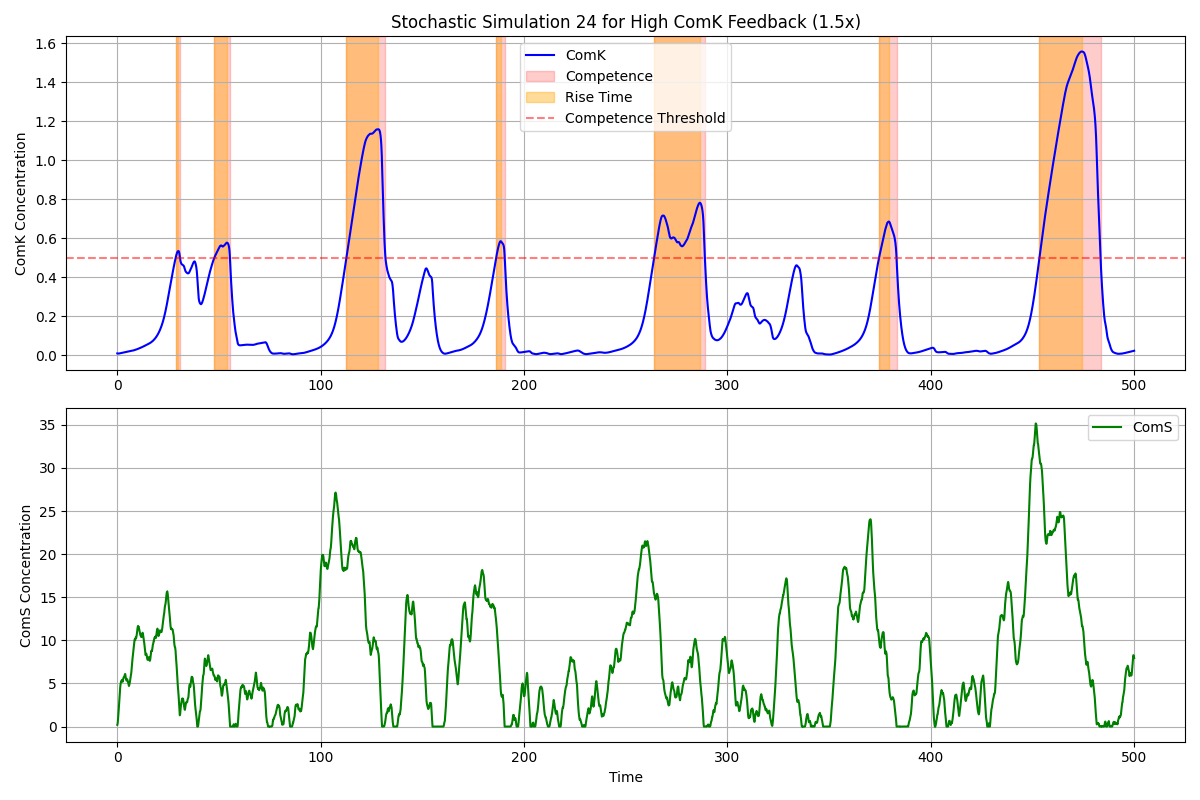 Stochastic Simulation 24 for High ComK Feedback (1.5x)
ComK
Competence
Rise Time
Competence Threshold
ComK Concentration
1.6
1.4
1.2
1.0
0.8
0.6
0.4
0.2
0.0
0 100 200 300 400 500
ComS
ComS Concentration
35
30
25
20
15
10
5
0
0 100 200 300 400 500
Time